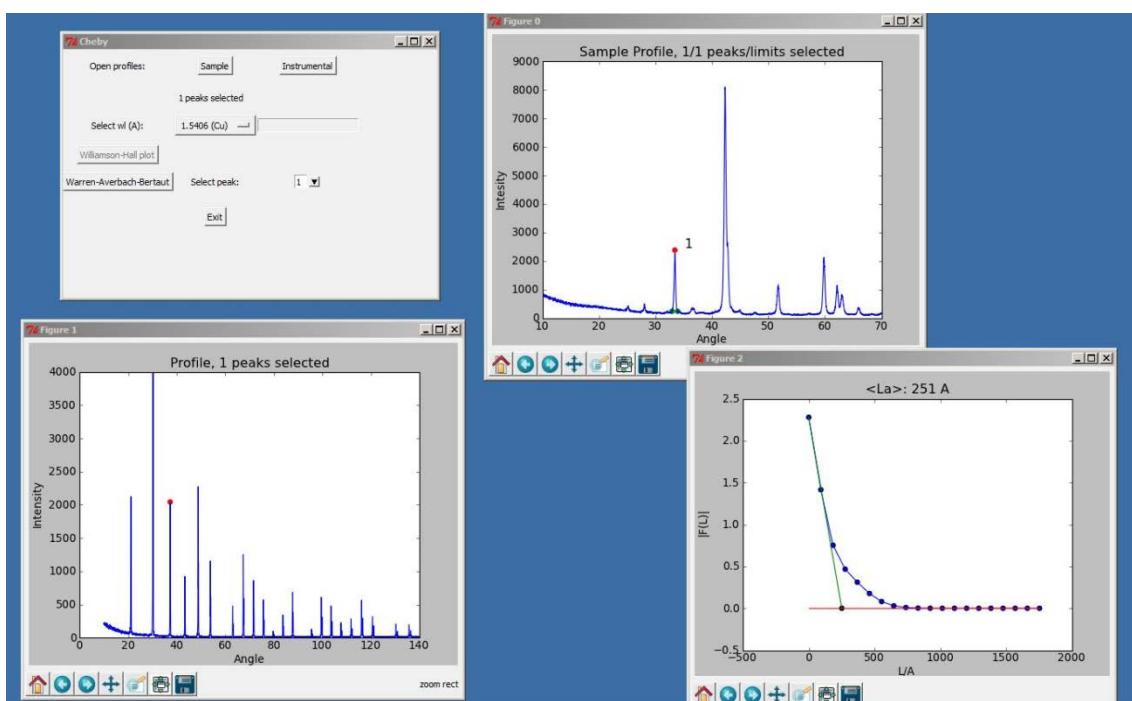 Cheby
Open profiles: Sample Instrumental
1 peaks selected
Select wl (A): 1.5406 (Cu)
Williamson-Hall plot
Warren-Averbach-Bertaut Select peak: 1
Exit
Figure 0
Sample Profile, 1/1 peaks/limits selected
9000
8000
7000
6000
5000
4000
3000
2000
1000
0
Intesity
1
10 20 30 40 50 60 70
Angle
Figure 1
Profile, 1 peaks selected
4000
3500
3000
2500
2000
1500
1000
500
0
Intensity
0 20 40 60 80 100 120 140
Angle
zoom rect
Figure 2
<La>: 251 A
2.5
2.0
1.5
1.0
0.5
0.0
−0.5
|F(L)|
−500 0 500 1000 1500 2000
L/A